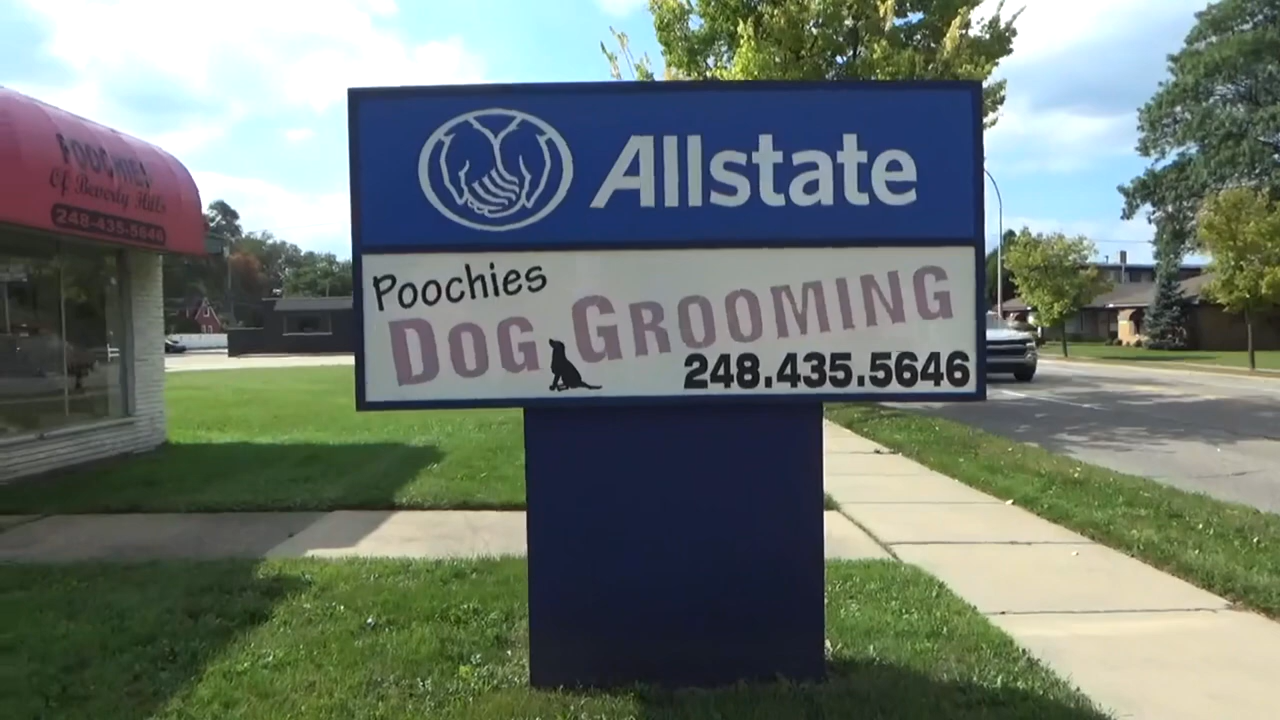 Allstate
Poochies
DOG GROOMING
248.435.5646
POOCHIES
Of Beverly Hills
248-435-5646